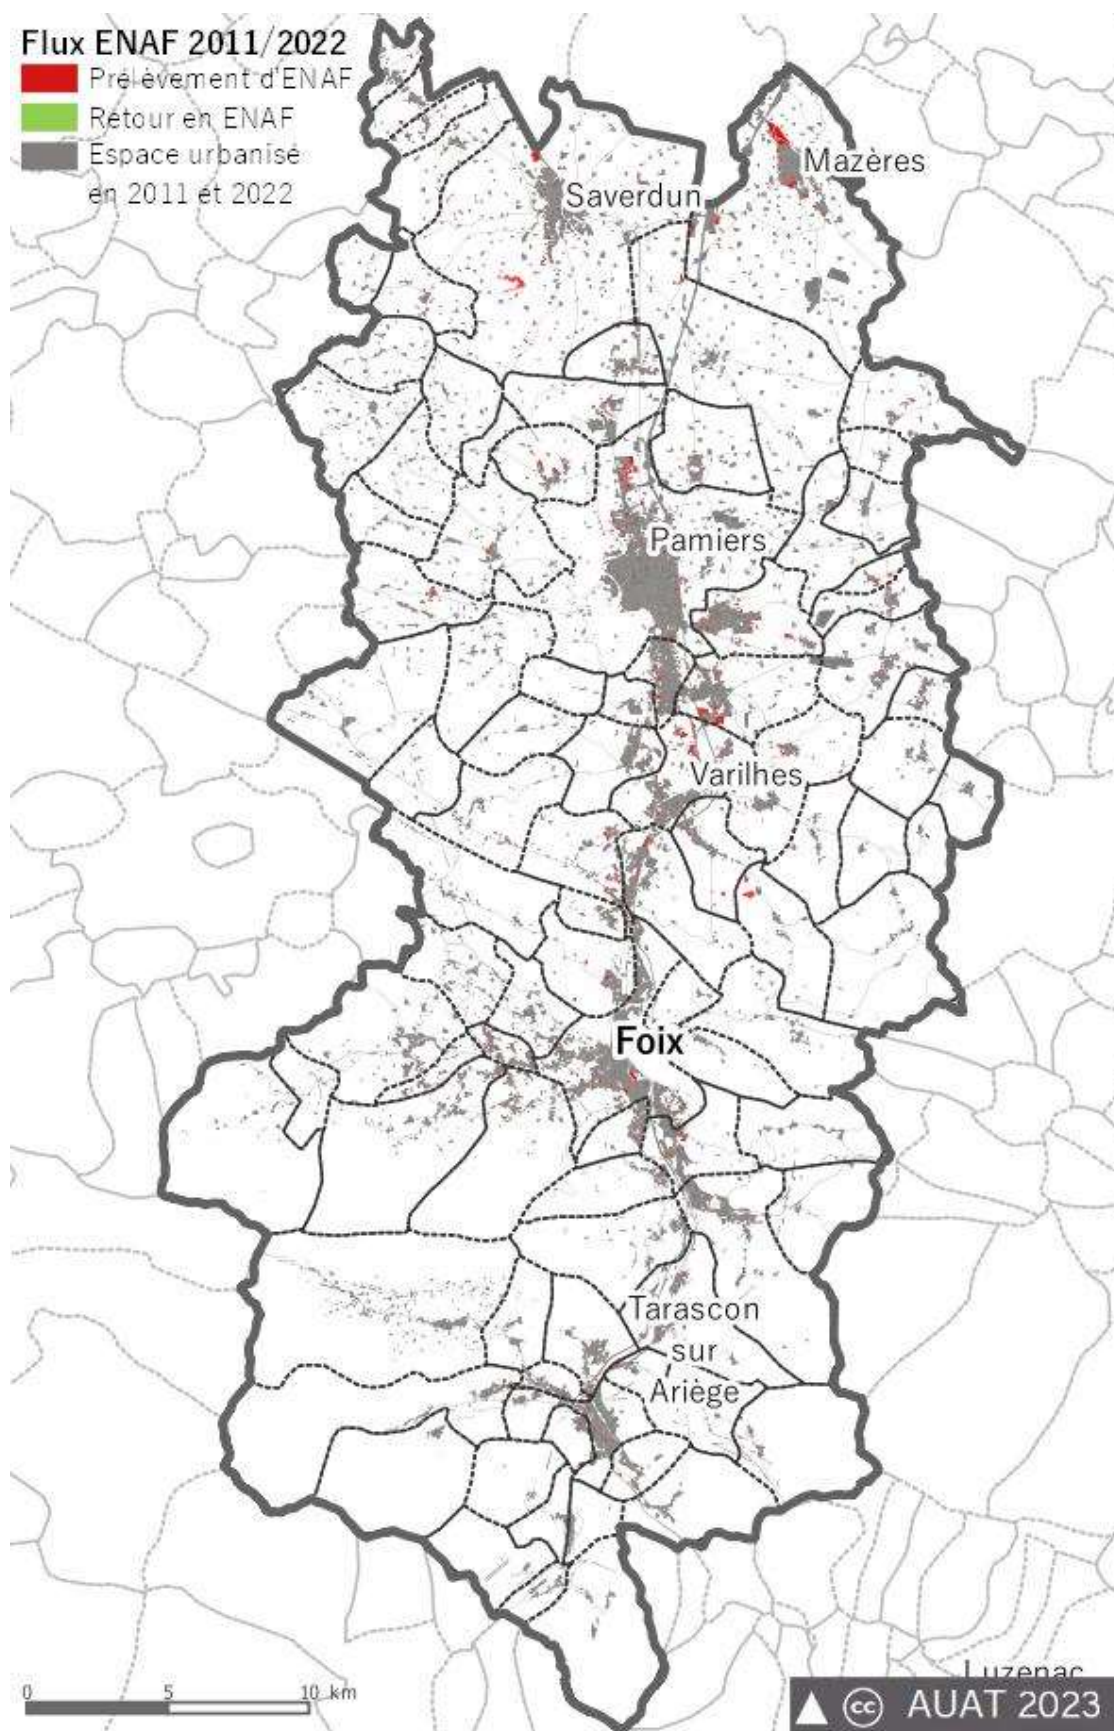 Flux ENAF 2011/2022
Prélèvement d'ENAF
Retour en ENAF
Espace urbanisé
en 2011 et 2022
Mazères
Saverdun
Pamiers
Varilhes
Foix
Tarascon
sur
Ariège
Luzenac
0 5 10 km
cc AUAT 2023